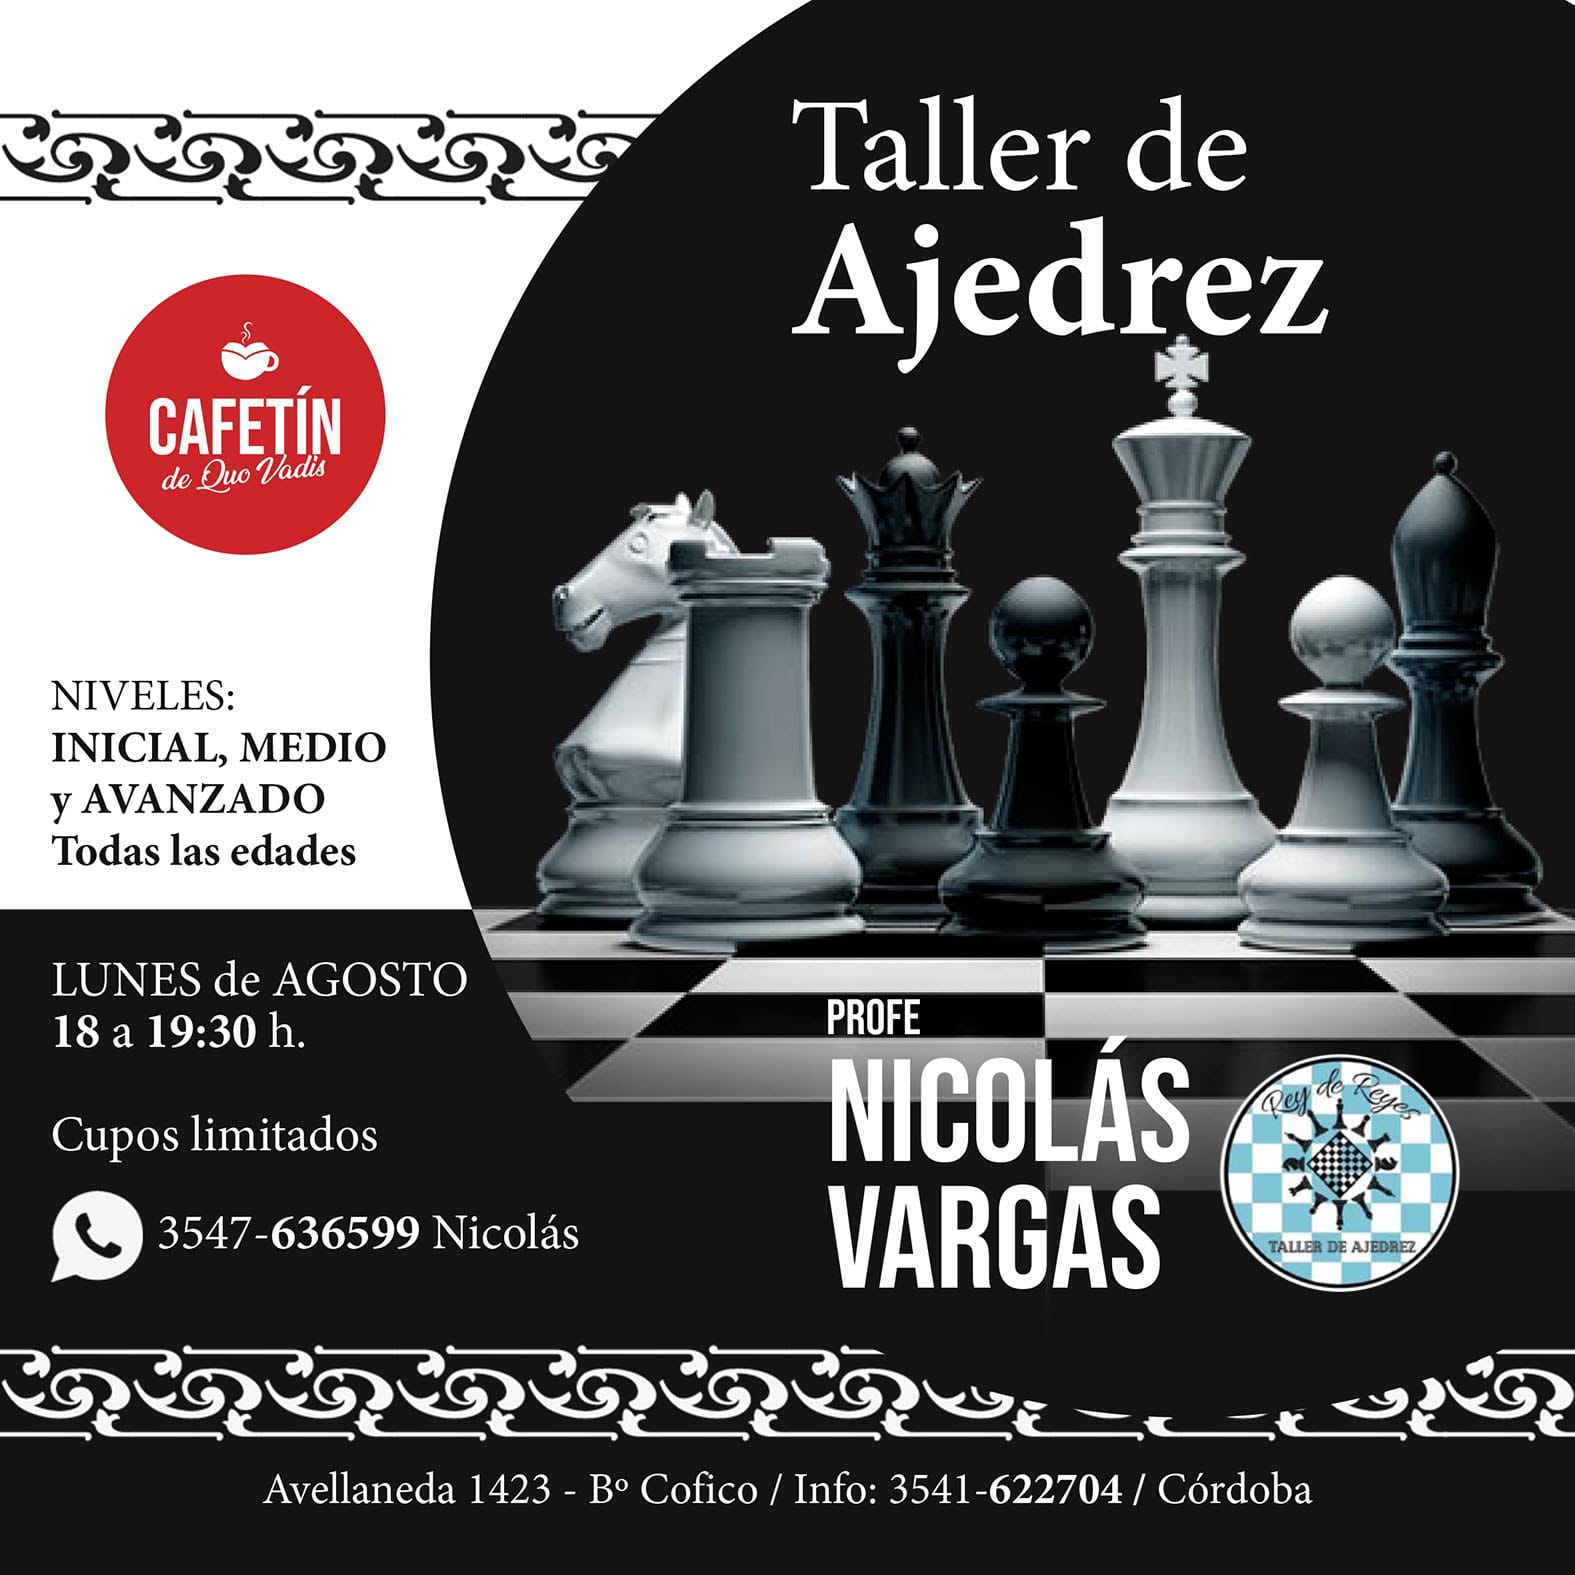 Taller de
Ajedrez
CAFETÍN
de Quo Vadis
NIVELES:
INICIAL, MEDIO
y AVANZADO
Todas las edades
LUNES de AGOSTO
18 a 19:30 h.
Cupos limitados
3547-636599 Nicolás
PROFE
NICOLÁS
VARGAS
Rey de Reyes
TALLER DE AJEDREZ
Avellaneda 1423 - Bº Cofico / Info: 3541-622704 / Córdoba